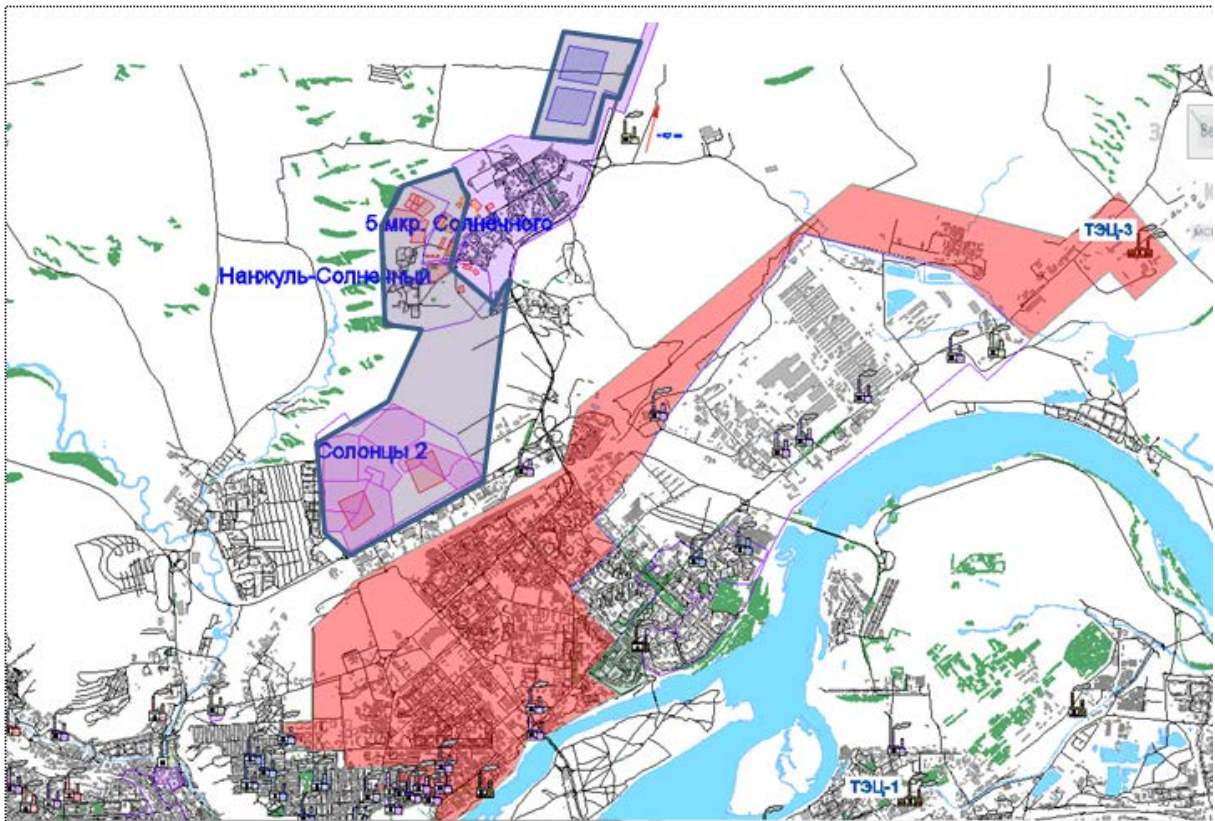 5 мкр. Солнечного
ТЭЦ-3
Нанжуль-Солнечный
Солонцы 2
ТЭЦ-1